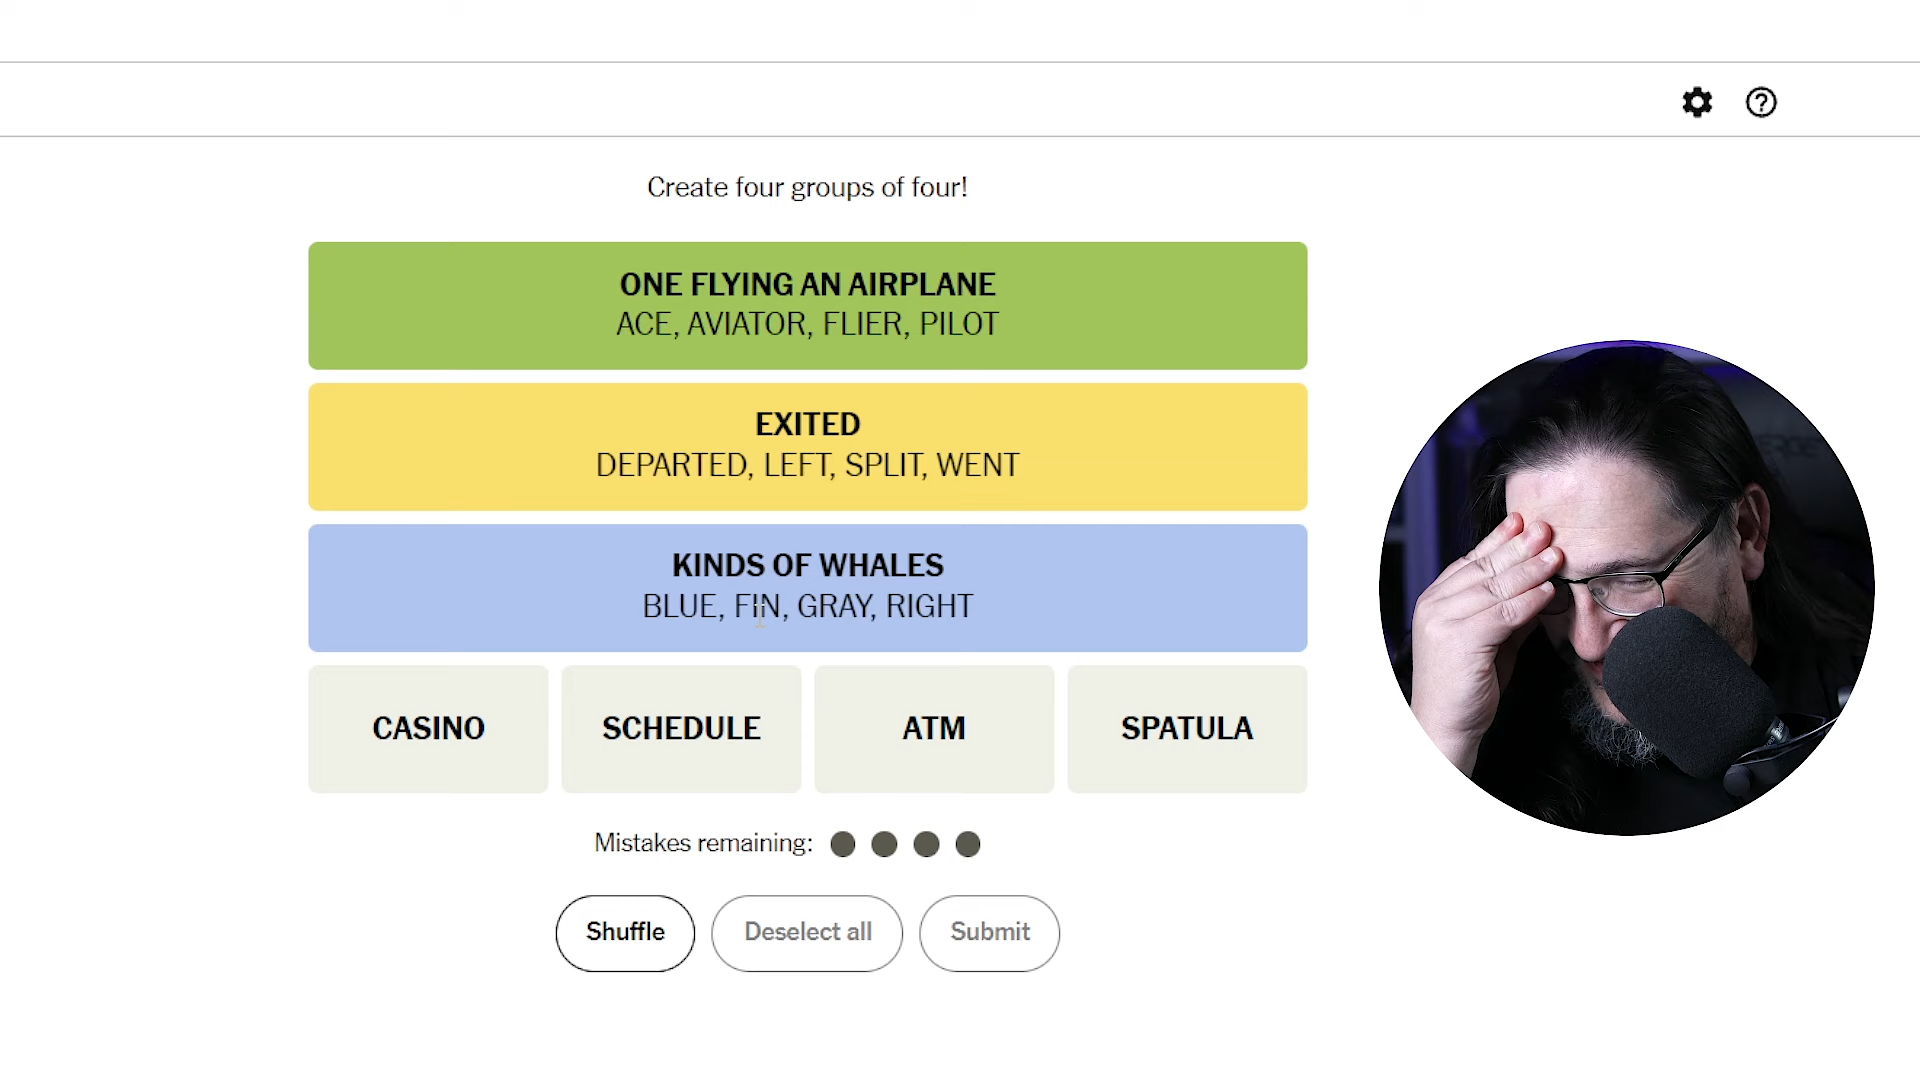 Create four groups of four!
ONE FLYING AN AIRPLANE
ACE, AVIATOR, FLIER, PILOT
EXITED
DEPARTED, LEFT, SPLIT, WENT
KINDS OF WHALES
BLUE, FIN, GRAY, RIGHT
CASINO SCHEDULE ATM SPATULA
Mistakes remaining:
Shuffle Deselect all Submit